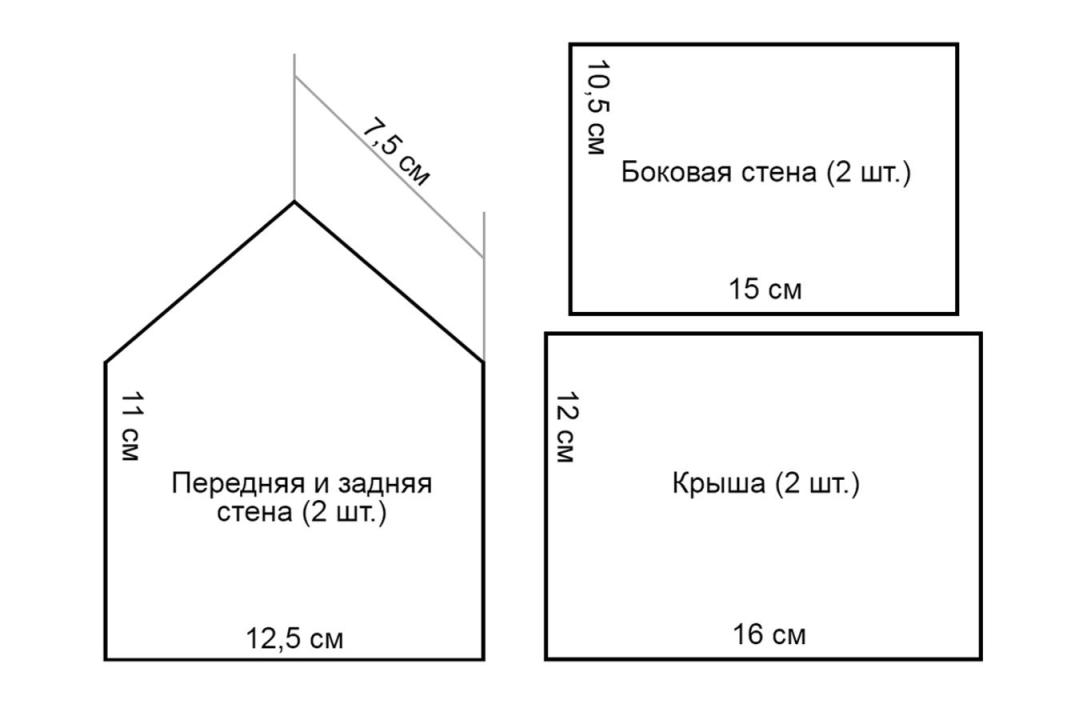 7,5 см
11 см
Передняя и задняя
стена (2 шт.)
12,5 см
10,5 см
Боковая стена (2 шт.)
15 см
12 см
Крыша (2 шт.)
16 см